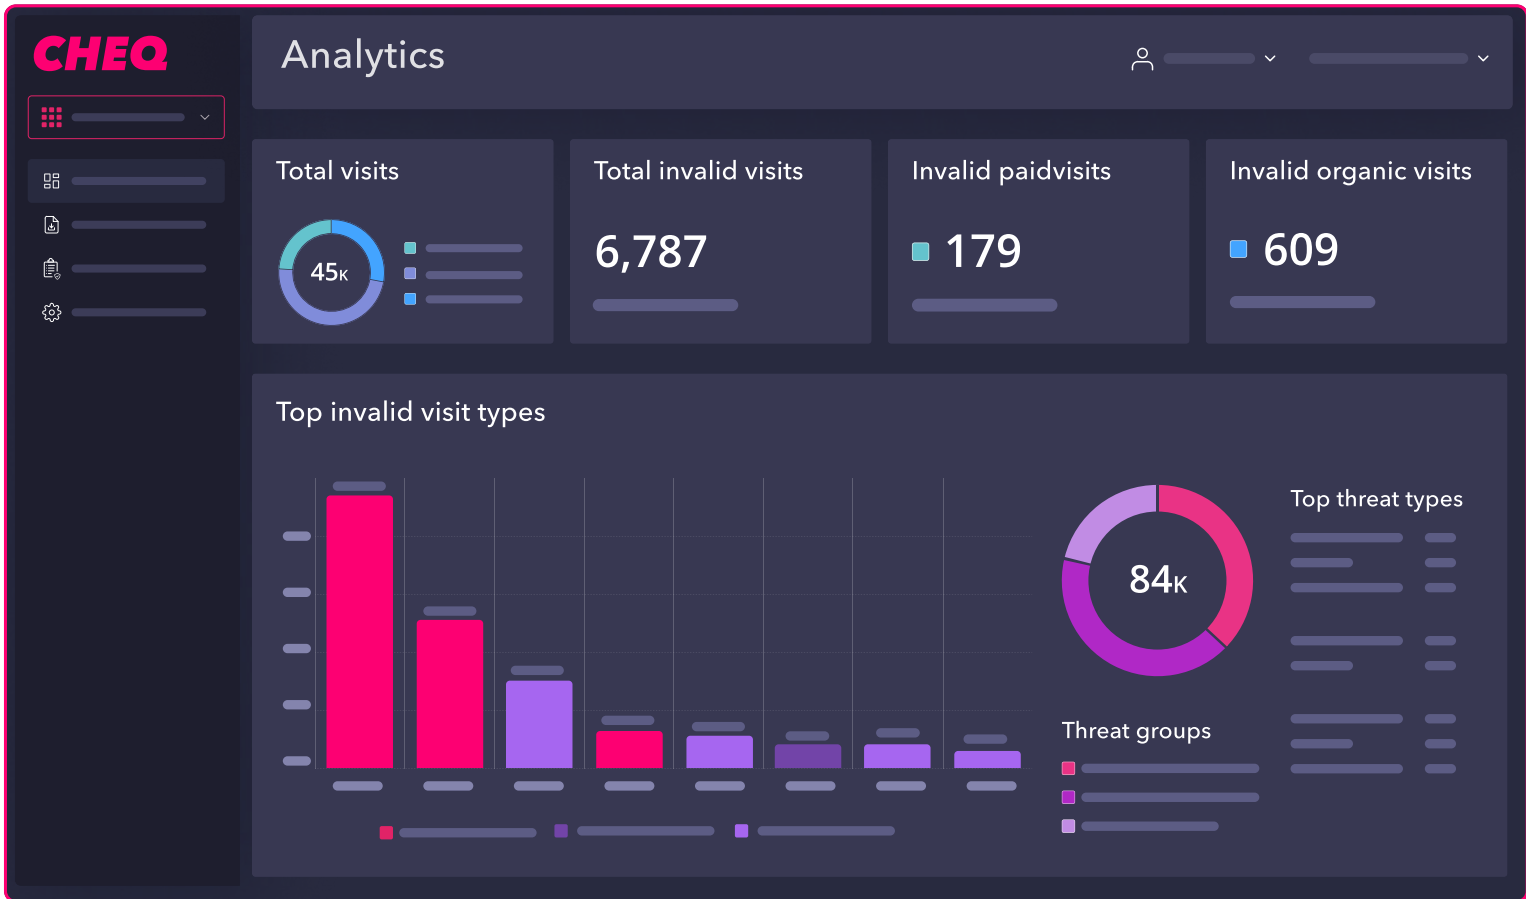 CHEQ
Analytics
Total visits
45K
Total invalid visits
6,787
Invalid paidvisits
179
Invalid organic visits
609
Top invalid visit types
84K
Top threat types
Threat groups